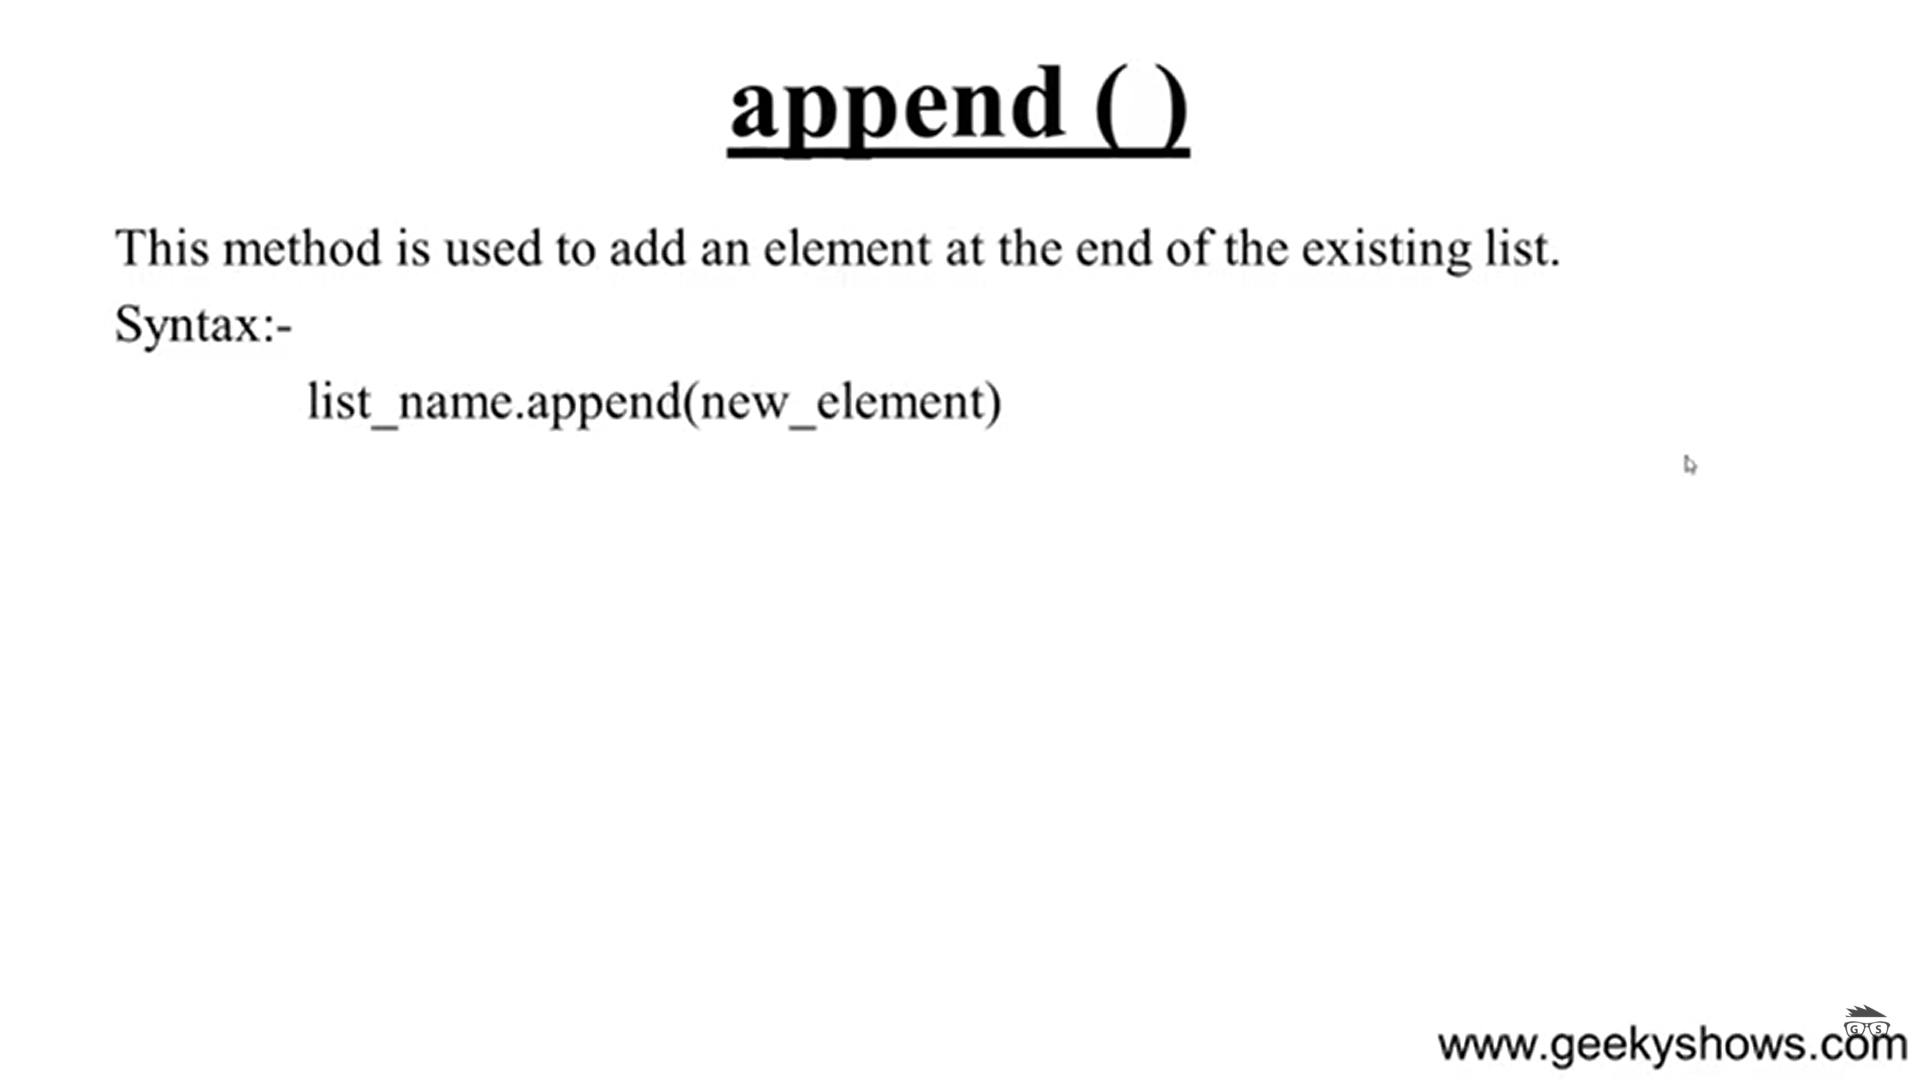 append ( )
This method is used to add an element at the end of the existing list.
Syntax:-
list_name.append(new_element)
G S
www.geekyshows.com